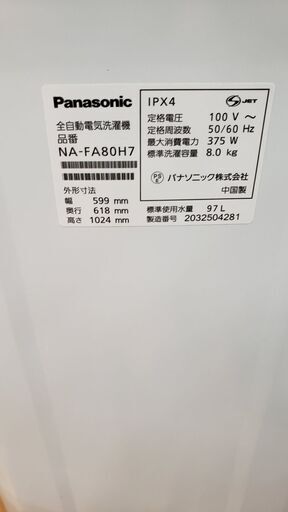 Panasonic
全自動電気洗濯機
品番
NA-FA80H7
外形寸法
幅 599 mm
奥行 618 mm
高さ 1024 mm
IPX4
S JET
定格電圧 100 V ～
定格周波数 50/60 Hz
最大消費電力 375 W
標準洗濯容量 8.0 kg
PS E
パナソニック株式会社
中国製
標準使用水量 97 L
製造番号 2032504281